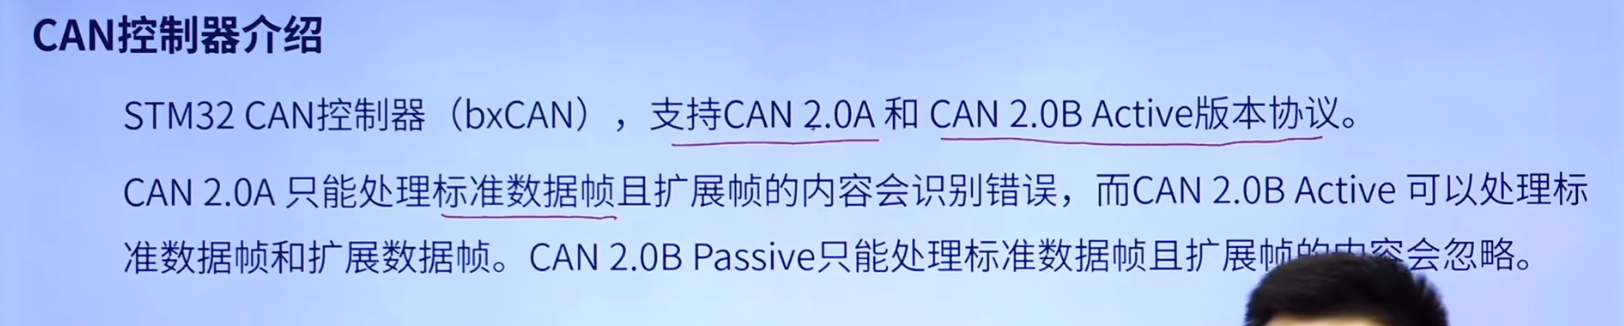 CAN控制器介绍
STM32 CAN控制器（bxCAN），支持CAN 2.0A 和 CAN 2.0B Active版本协议。
CAN 2.0A 只能处理标准数据帧且扩展帧的内容会识别错误，而CAN 2.0B Active 可以处理标
准数据帧和扩展数据帧。CAN 2.0B Passive只能处理标准数据帧且扩展帧的内容会忽略。